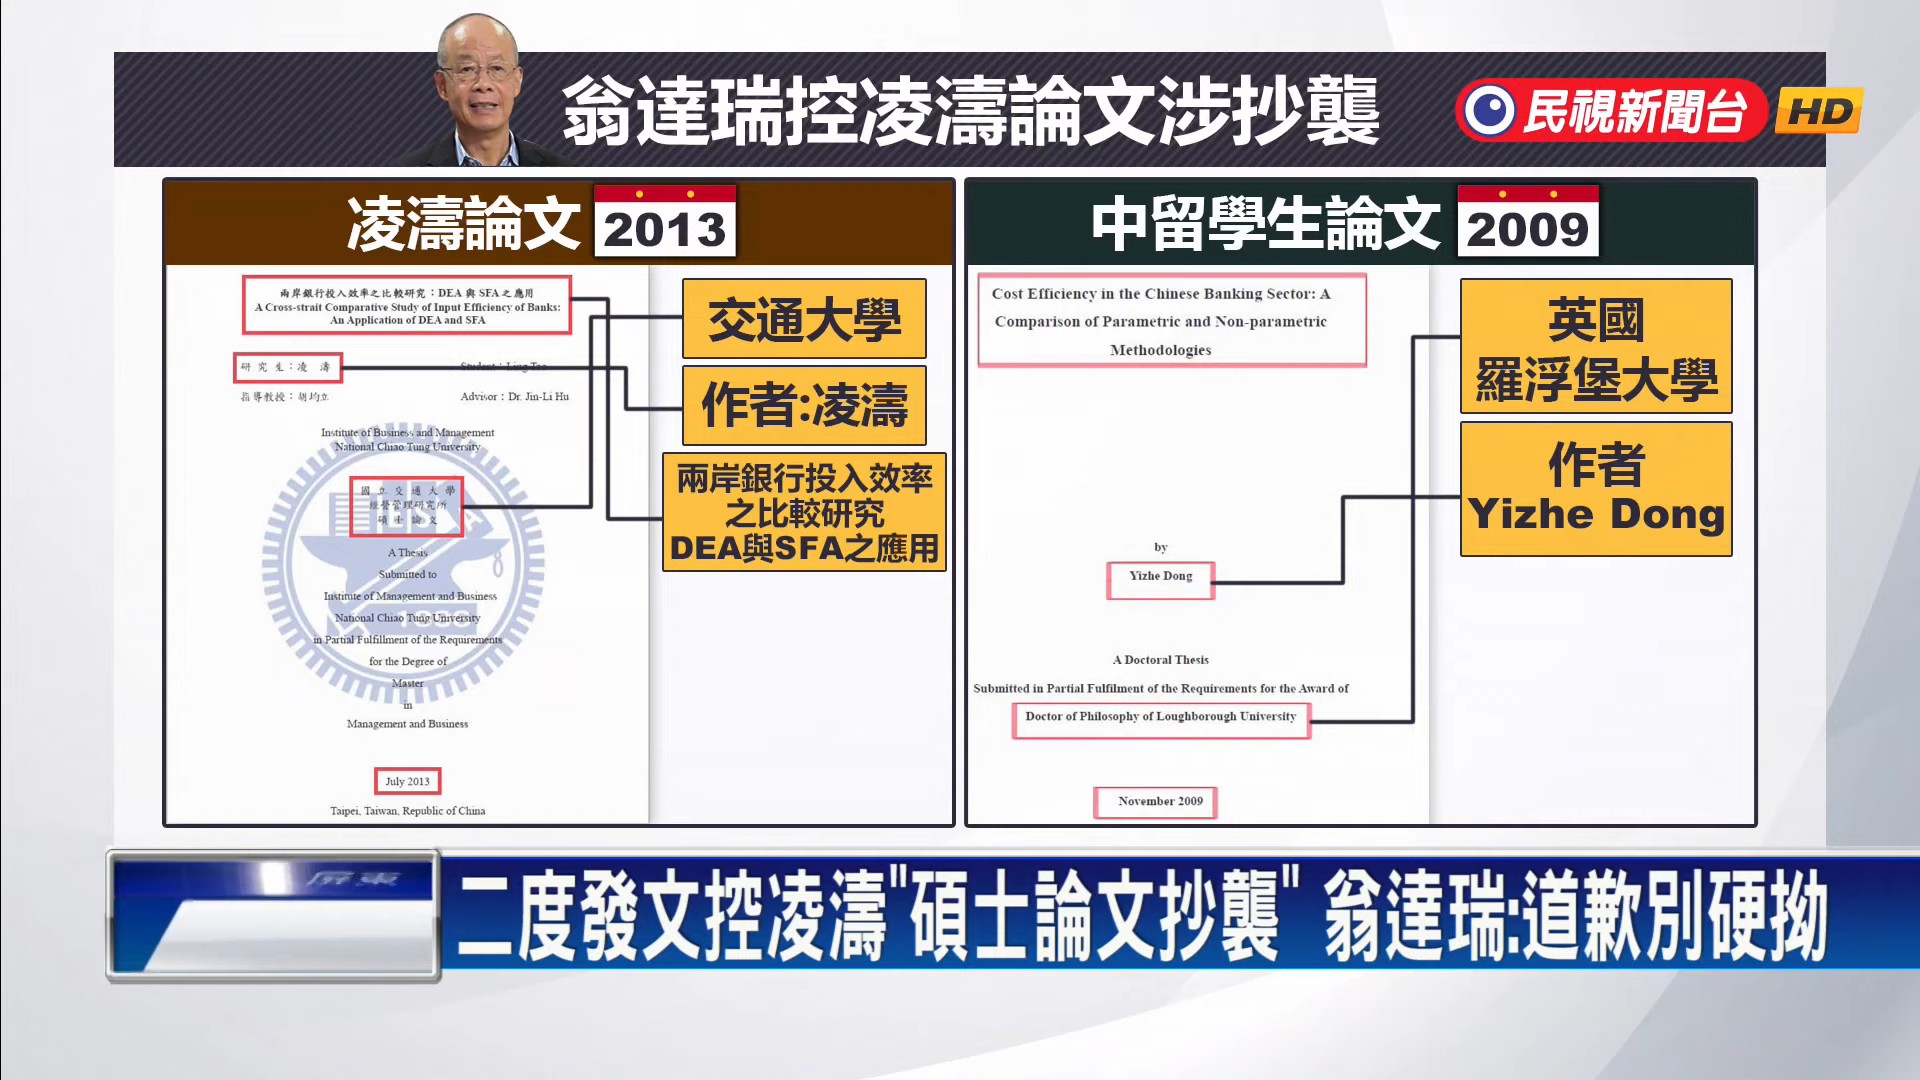 翁達瑞控凌濤論文涉抄襲
民視新聞台 HD
凌濤論文 2013
兩岸銀行投入效率之比較研究：DEA 與 SFA 之應用
A Cross-strait Comparative Study of Input Efficiency of Banks:
An Application of DEA and SFA
研究生：凌 濤 Student：Ling Tao
指導教授：胡均立 Advisor：Dr. Jin-Li Hu
Institute of Business and Management
National Chiao Tung University
國立交通大學
經營管理研究所
碩士論文
A Thesis
Submitted to
Institute of Management and Business
National Chiao Tung University
in Partial Fulfillment of the Requirements
for the Degree of
Master
in
Management and Business
July 2013
Taipei, Taiwan, Republic of China
交通大學
作者:凌濤
兩岸銀行投入效率
之比較研究
DEA與SFA之應用
中留學生論文 2009
Cost Efficiency in the Chinese Banking Sector: A
Comparison of Parametric and Non-parametric
Methodologies
by
Yizhe Dong
A Doctoral Thesis
Submitted in Partial Fulfilment of the Requirements for the Award of
Doctor of Philosophy of Loughborough University
November 2009
英國
羅浮堡大學
作者
Yizhe Dong
屏東
二度發文控凌濤"碩士論文抄襲" 翁達瑞:道歉別硬拗